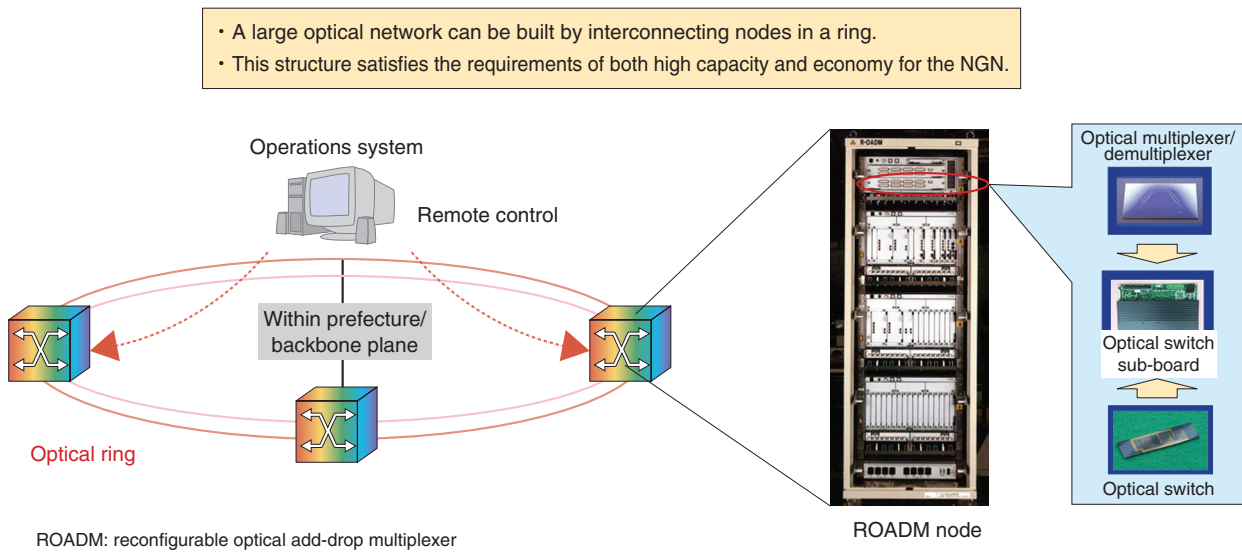 ・A large optical network can be built by interconnecting nodes in a ring.
・This structure satisfies the requirements of both high capacity and economy for the NGN.
Operations system
Remote control
Within prefecture/
backbone plane
Optical ring
R-OADM
ROADM node
Optical multiplexer/
demultiplexer
Optical switch
sub-board
Optical switch
ROADM: reconfigurable optical add-drop multiplexer